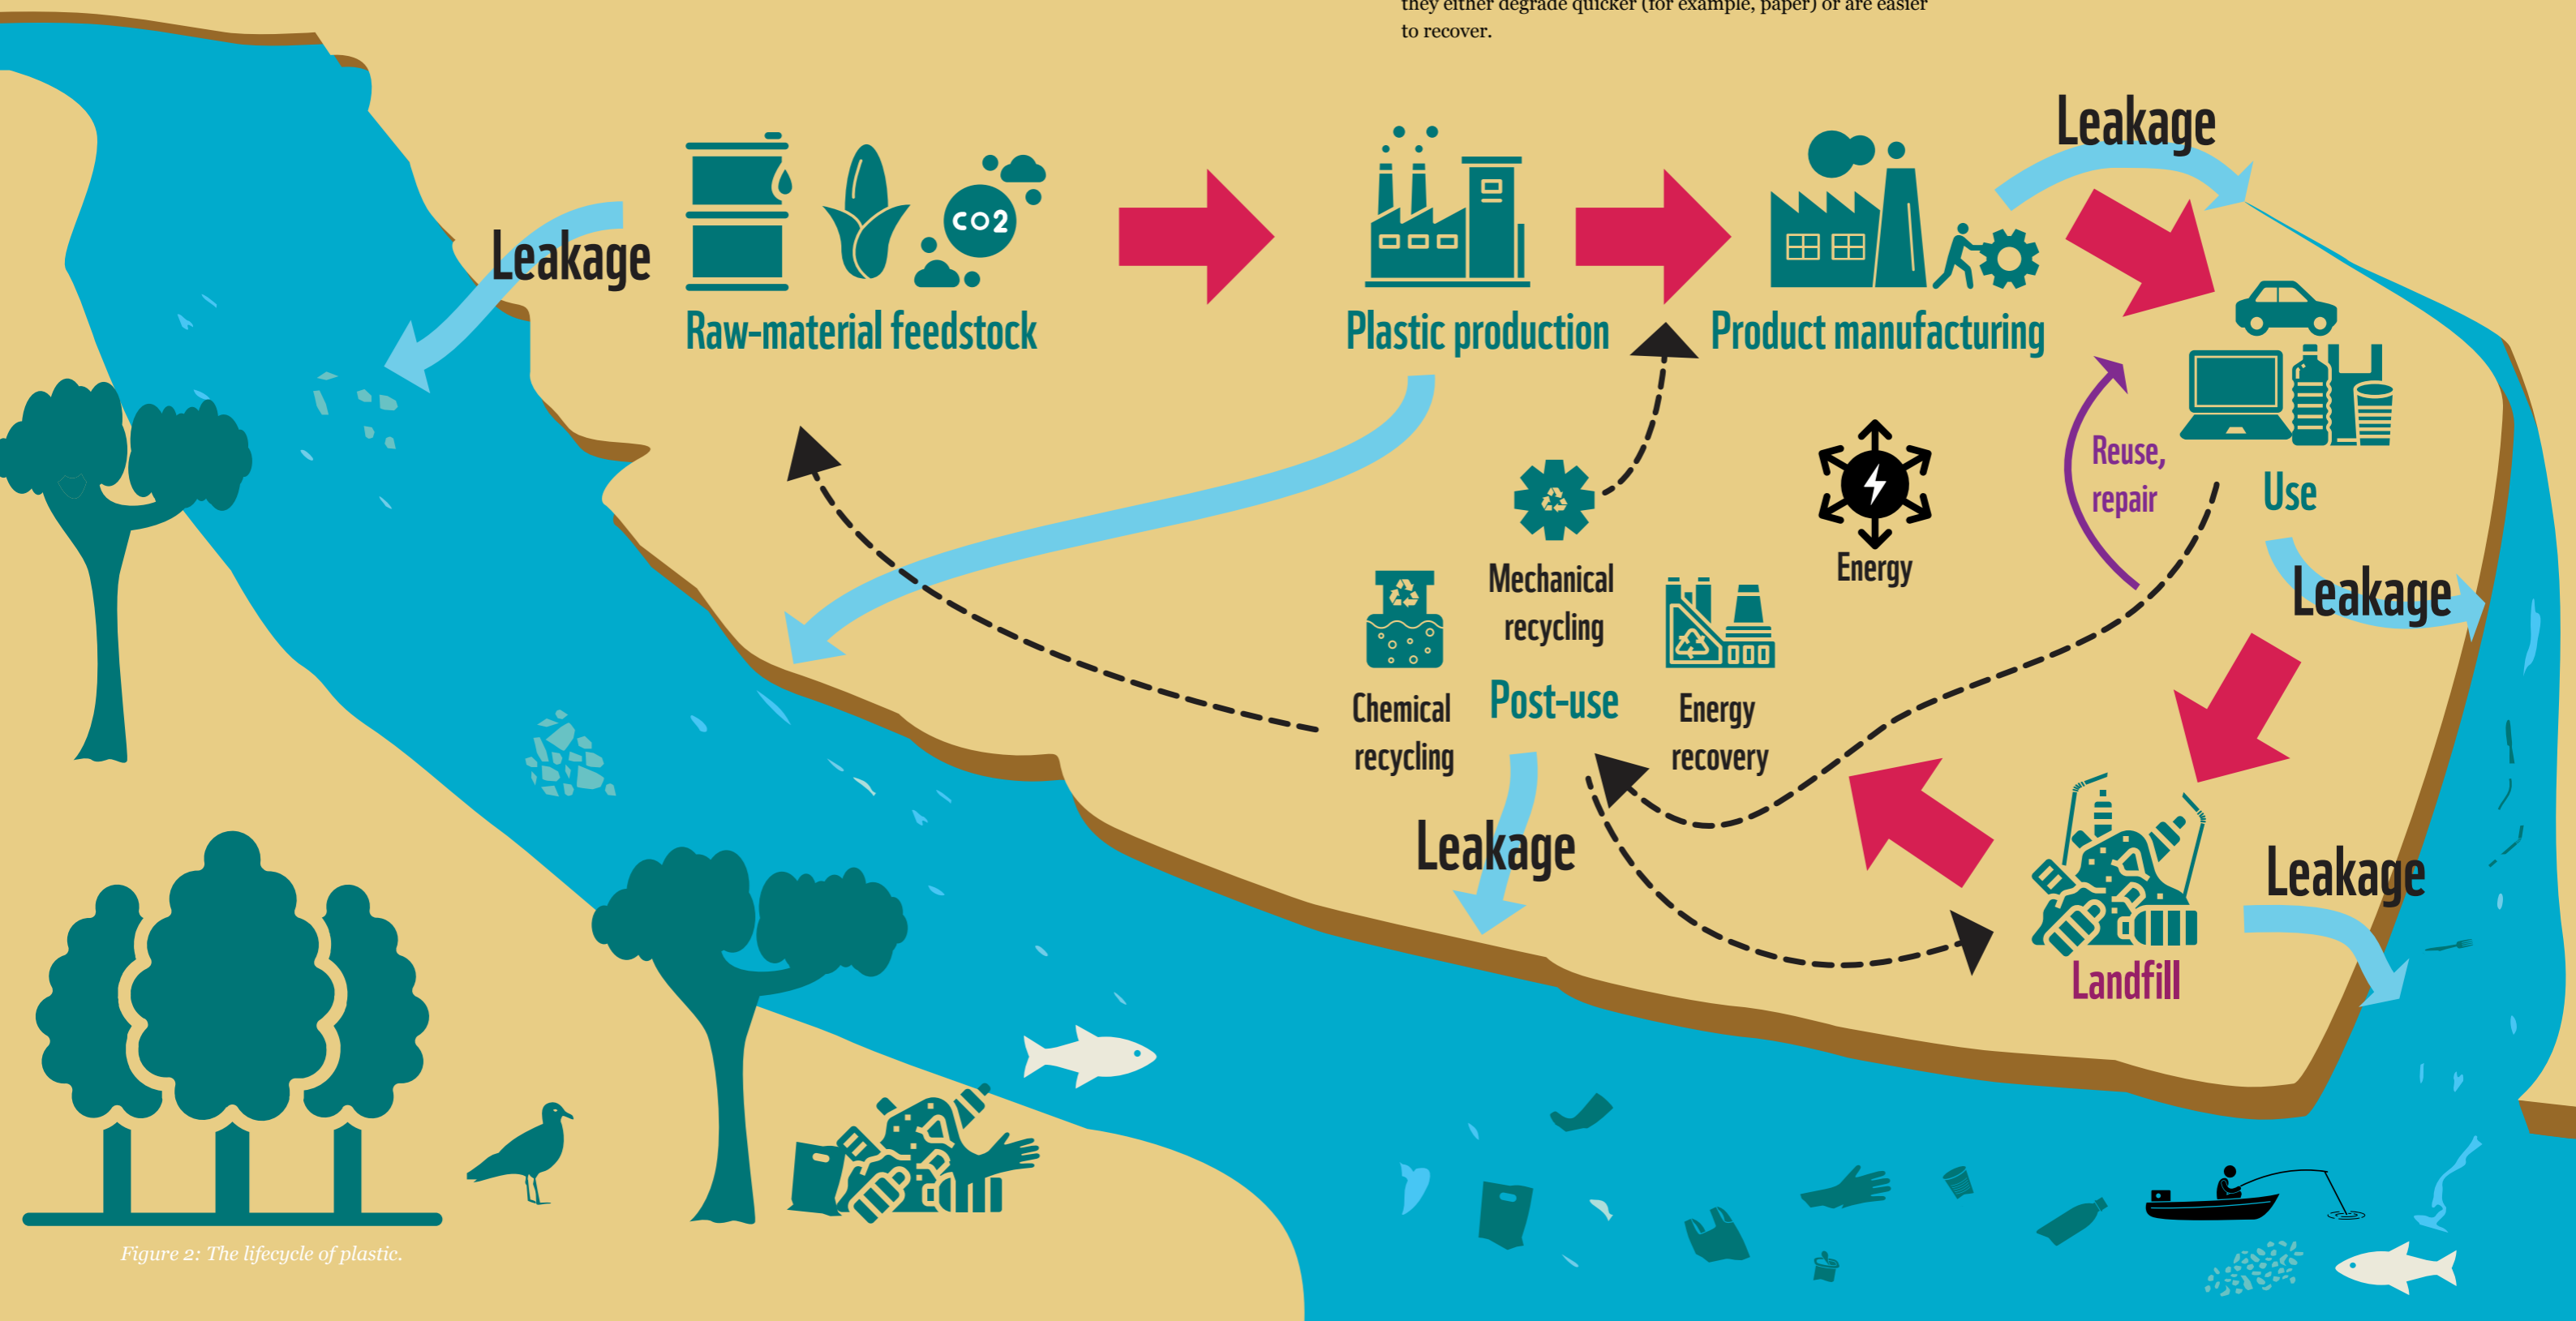 they either degrade quicker (for example, paper) or are easier
to recover.
Leakage
Leakage
CO2
Raw-material feedstock
Plastic production
Product manufacturing
Reuse,
repair
Use
Mechanical
recycling
Energy
Leakage
Chemical
recycling
Post-use
Energy
recovery
Leakage
Leakage
Landfill
Figure 2: The lifecycle of plastic.